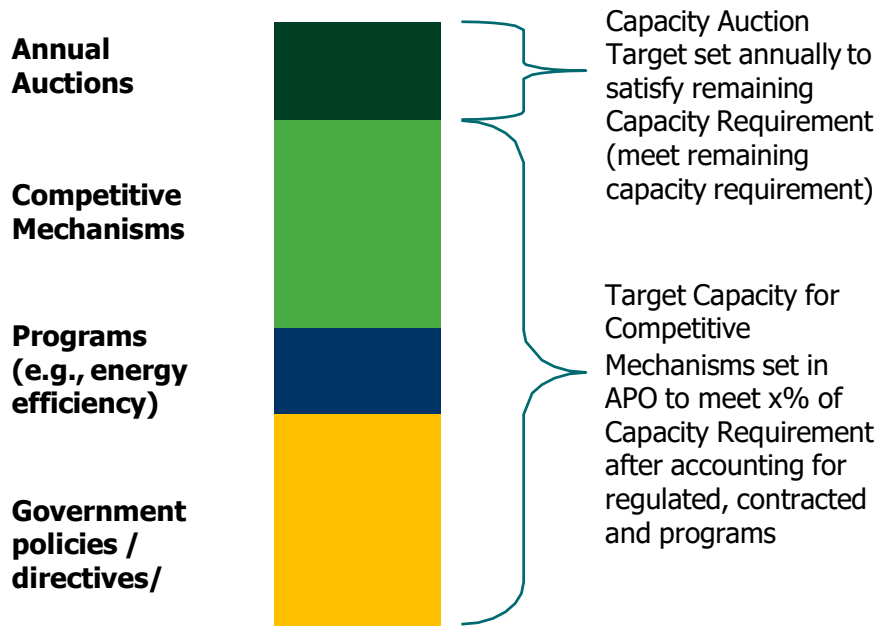 Annual
Auctions
Capacity Auction
Target set annually to
satisfy remaining
Capacity Requirement
(meet remaining
capacity requirement)
Competitive
Mechanisms
Programs
(e.g., energy
efficiency)
Target Capacity for
Competitive
Mechanisms set in
APO to meet x% of
Capacity Requirement
after accounting for
regulated, contracted
and programs
Government
policies /
directives/